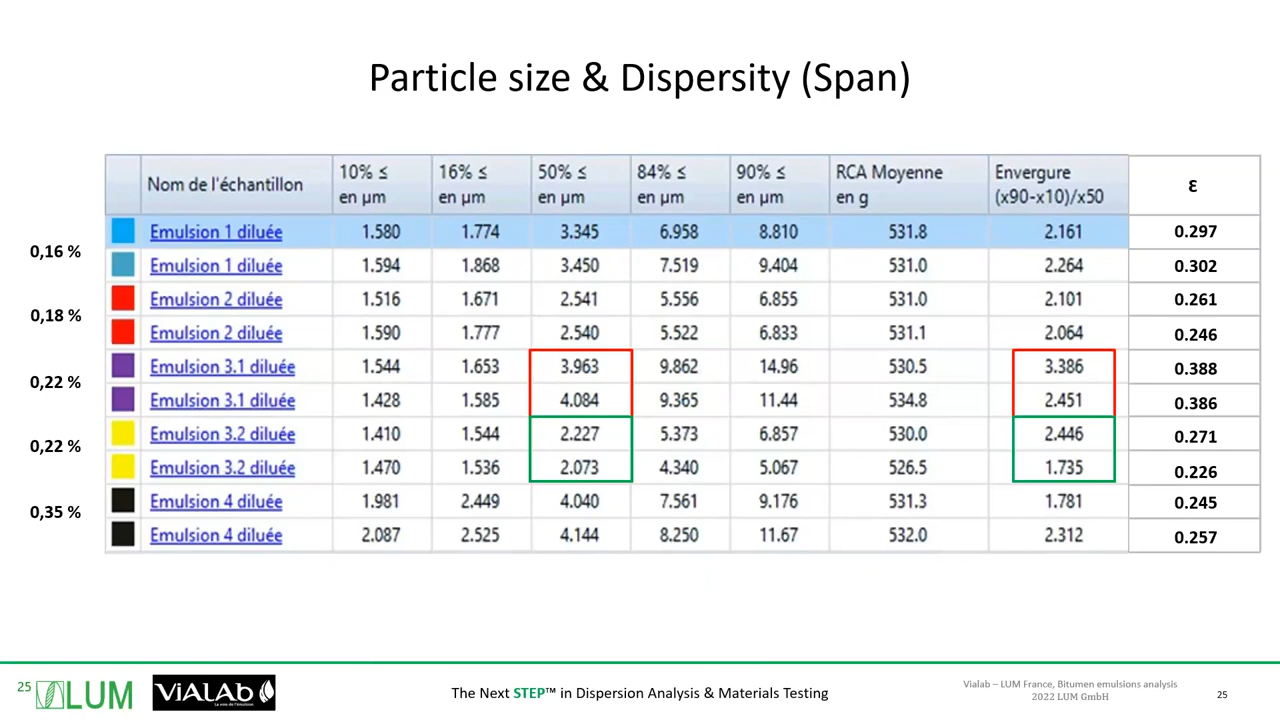 Particle size & Dispersity (Span)
Nom de l'échantillon 10% ≤ en µm 16% ≤ en µm 50% ≤ en µm 84% ≤ en µm 90% ≤ en µm RCA Moyenne en g Envergure (x90-x10)/x50 ε
0,16 %
Emulsion 1 diluée 1.580 1.774 3.345 6.958 8.810 531.8 2.161 0.297
Emulsion 1 diluée 1.594 1.868 3.450 7.519 9.404 531.0 2.264 0.302
0,18 %
Emulsion 2 diluée 1.516 1.671 2.541 5.556 6.855 531.0 2.101 0.261
Emulsion 2 diluée 1.590 1.777 2.540 5.522 6.833 531.1 2.064 0.246
0,22 %
Emulsion 3.1 diluée 1.544 1.653 3.963 9.862 14.96 530.5 3.386 0.388
Emulsion 3.1 diluée 1.428 1.585 4.084 9.365 11.44 534.8 2.451 0.386
0,22 %
Emulsion 3.2 diluée 1.410 1.544 2.227 5.373 6.857 530.0 2.446 0.271
Emulsion 3.2 diluée 1.470 1.536 2.073 4.340 5.067 526.5 1.735 0.226
0,35 %
Emulsion 4 diluée 1.981 2.449 4.040 7.561 9.176 531.3 1.781 0.245
Emulsion 4 diluée 2.087 2.525 4.144 8.250 11.67 532.0 2.312 0.257
25 LUM
ViALAb
La voie de l'émulsion
The Next STEP™ in Dispersion Analysis & Materials Testing
Vialab – LUM France, Bitumen emulsions analysis
2022 LUM GmbH
25